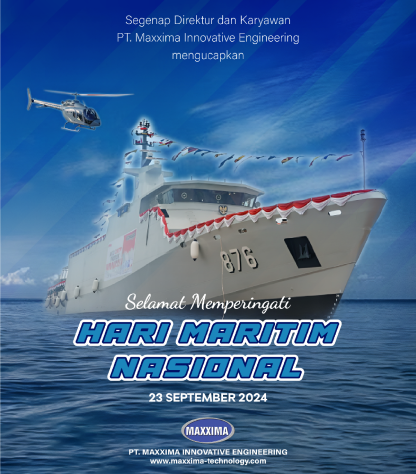 Segenap Direktur dan Karyawan
PT. Maxxima Innovative Engineering
mengucapkan
876
Selamat Memperingati
HARI MARITIM
NASIONAL
23 SEPTEMBER 2024
MAXXIMA
PT. MAXXIMA INNOVATIVE ENGINEERING
www.maxxima-technology.com